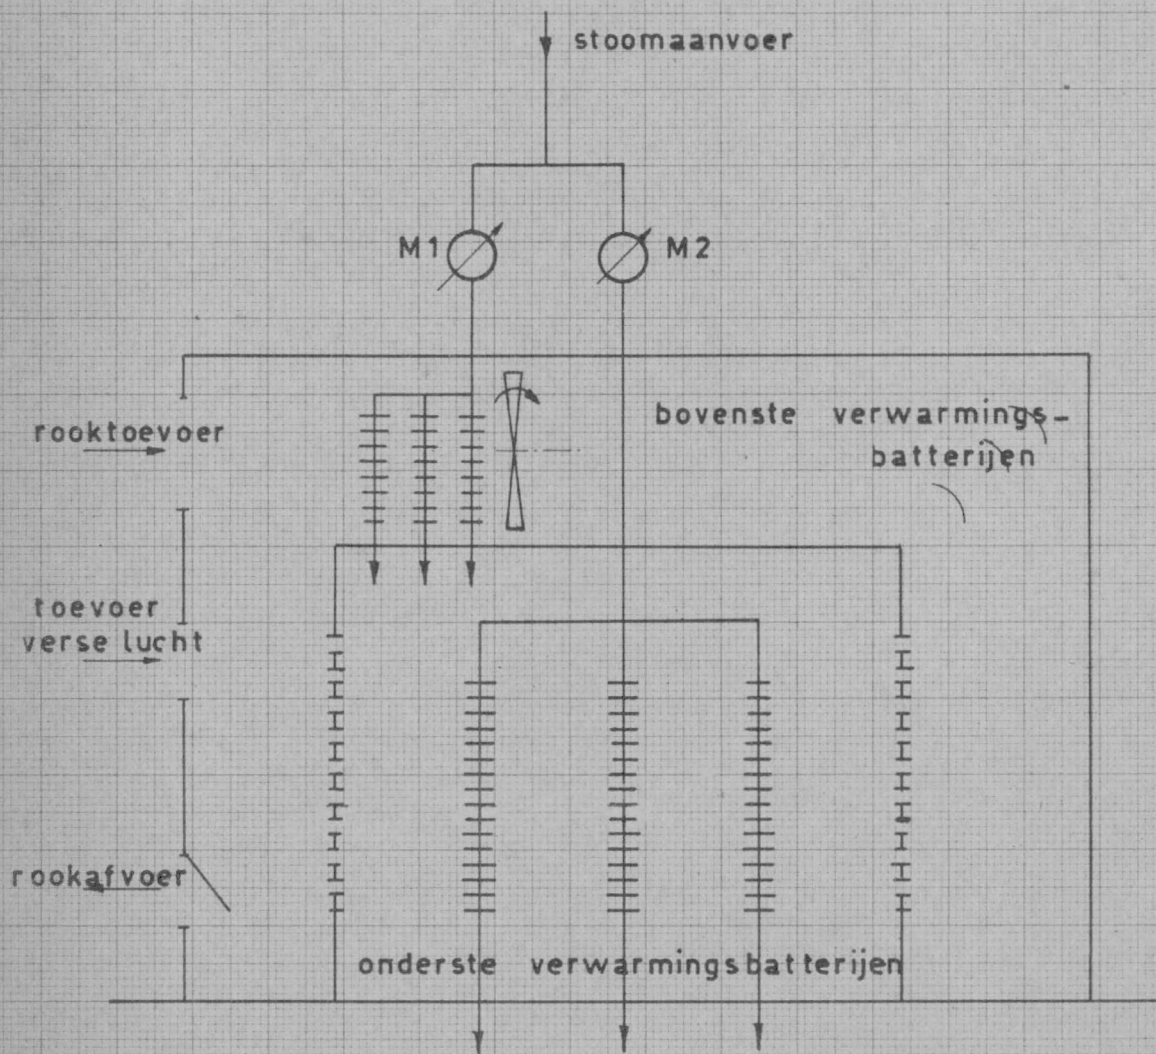 stoomaanvoer
M1
M2
rooktoevoer
bovenste verwarmings-
batterijen
toevoer
verse lucht
rookafvoer
onderste verwarmingsbatterijen